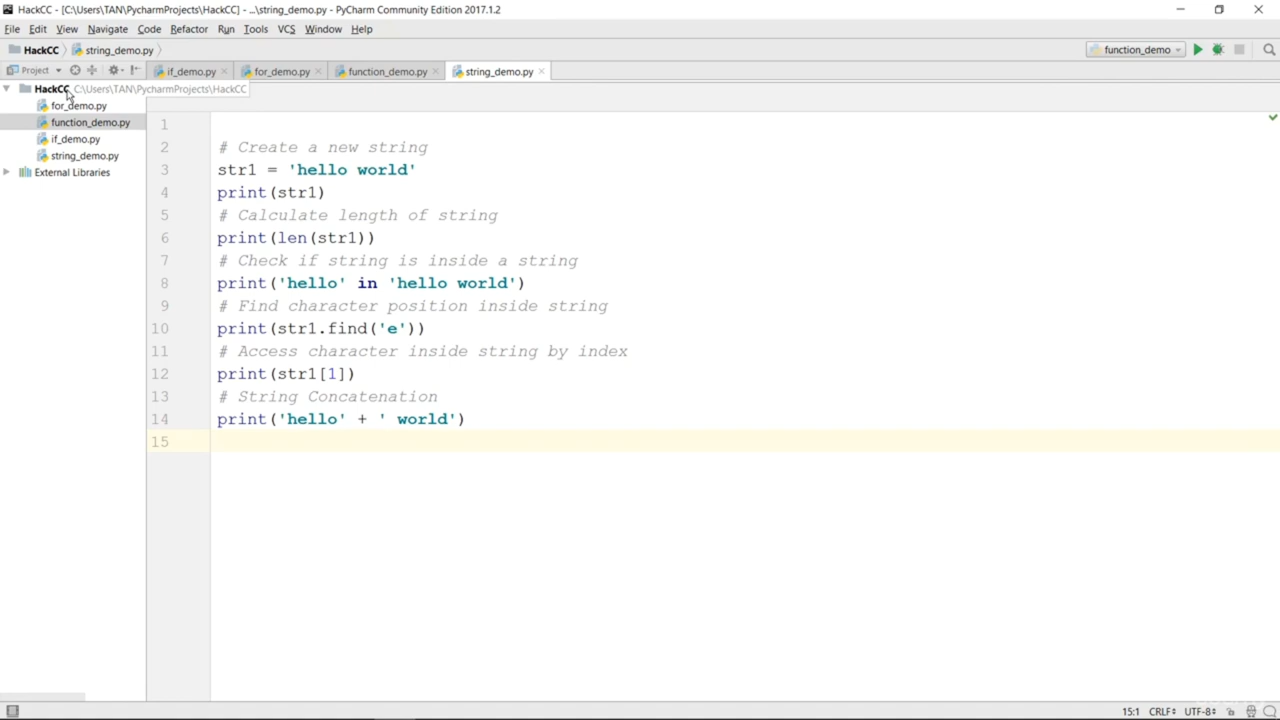 HackCC - [C:\Users\TAN\PycharmProjects\HackCC] - ...\string_demo.py - PyCharm Community Edition 2017.1.2
File Edit View Navigate Code Refactor Run Tools VCS Window Help
HackCC string_demo.py function_demo
Project if_demo.py for_demo.py function_demo.py string_demo.py
HackCC C:\Users\TAN\PycharmProjects\HackCC
for_demo.py
function_demo.py
if_demo.py
string_demo.py
External Libraries
1
2 # Create a new string
3 str1 = 'hello world'
4 print(str1)
5 # Calculate length of string
6 print(len(str1))
7 # Check if string is inside a string
8 print('hello' in 'hello world')
9 # Find character position inside string
10 print(str1.find('e'))
11 # Access character inside string by index
12 print(str1[1])
13 # String Concatenation
14 print('hello' + ' world')
15
15:1 CRLF UTF-8